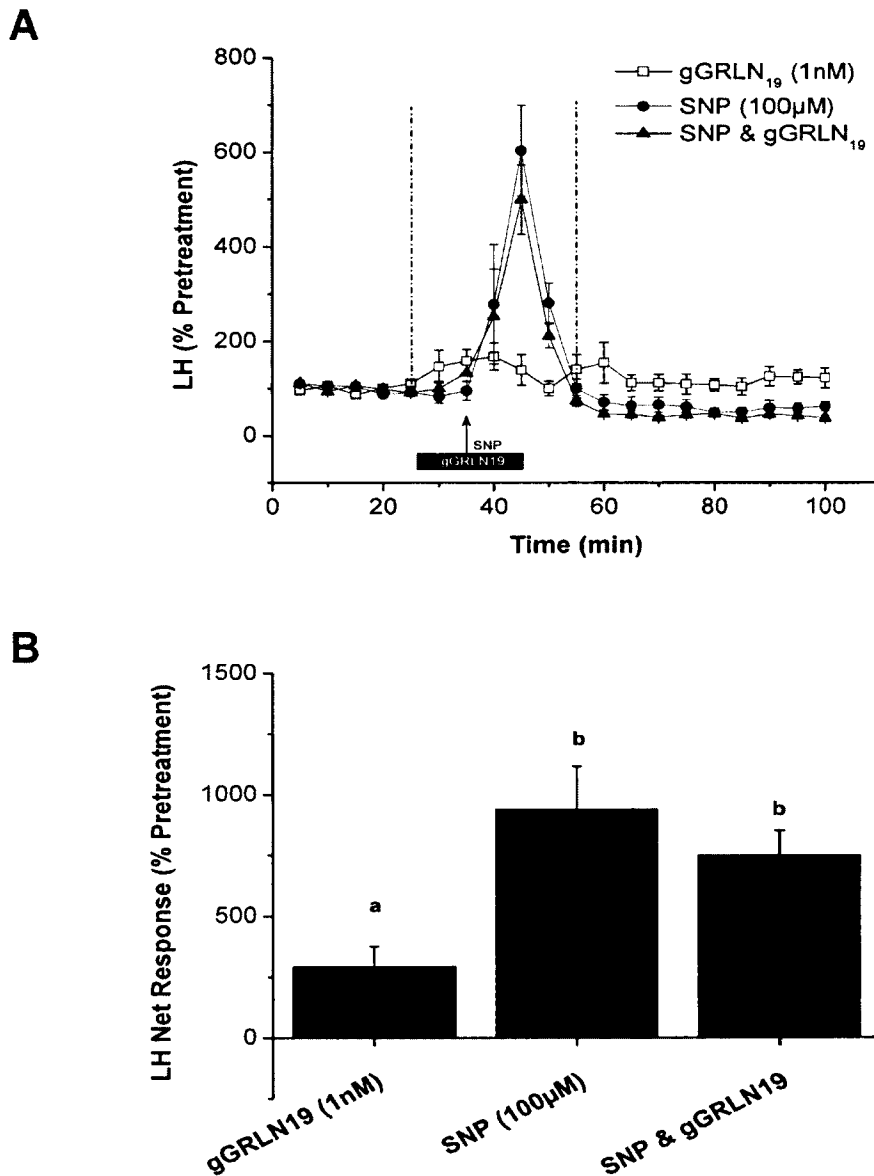 A
800
600
400
200
0
LH (% Pretreatment)
gGRLN₁₉ (1nM)
SNP (100µM)
SNP & gGRLN₁₉
SNP
gGRLN19
0 20 40 60 80 100
Time (min)
B
1500
1000
500
0
LH Net Response (% Pretreatment)
a
b
b
gGRLN19 (1nM)
SNP (100µM)
SNP & gGRLN19